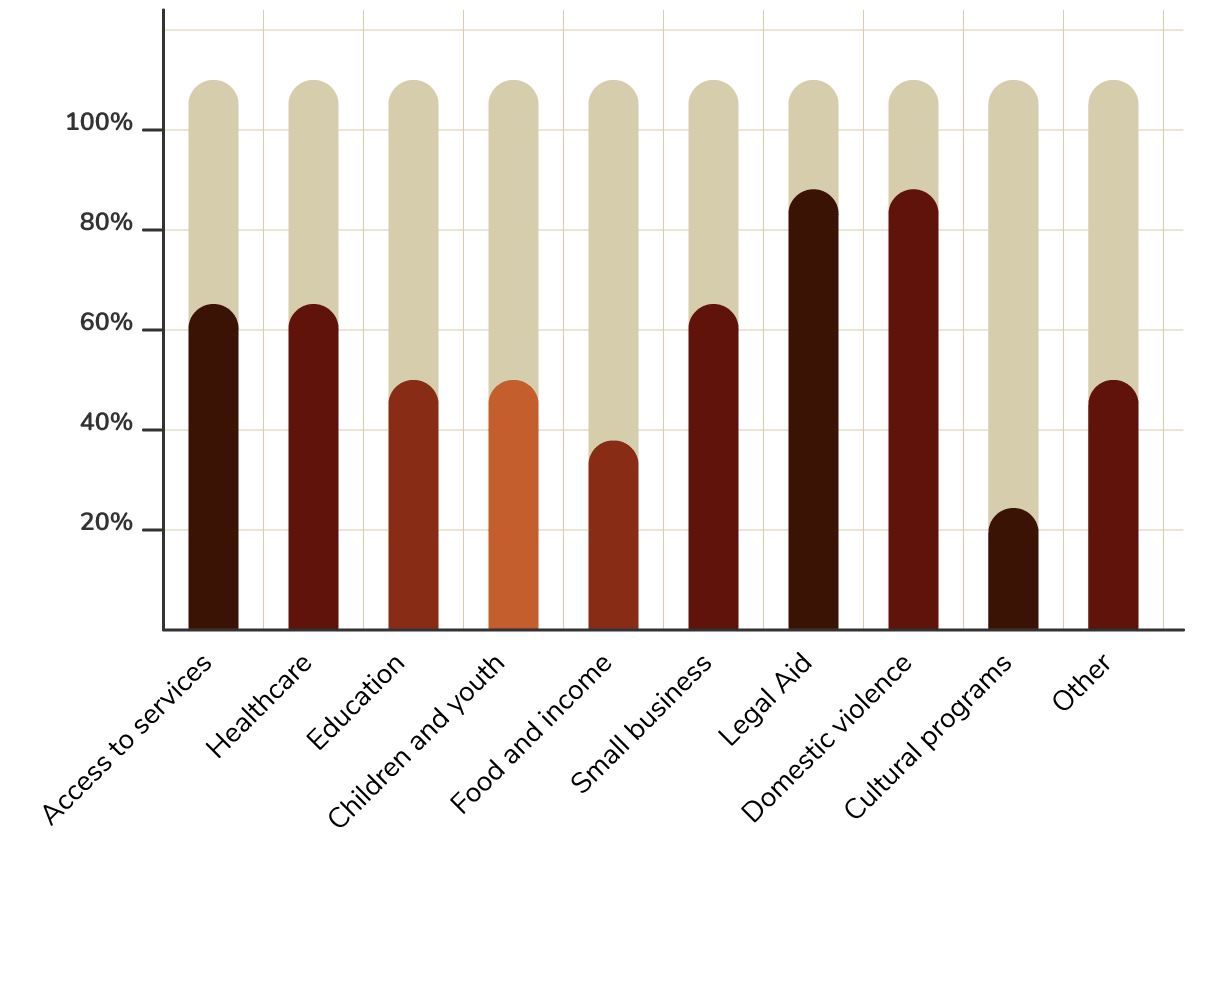 100%
80%
60%
40%
20%
Access to services
Healthcare
Education
Children and youth
Food and income
Small business
Legal Aid
Domestic violence
Cultural programs
Other